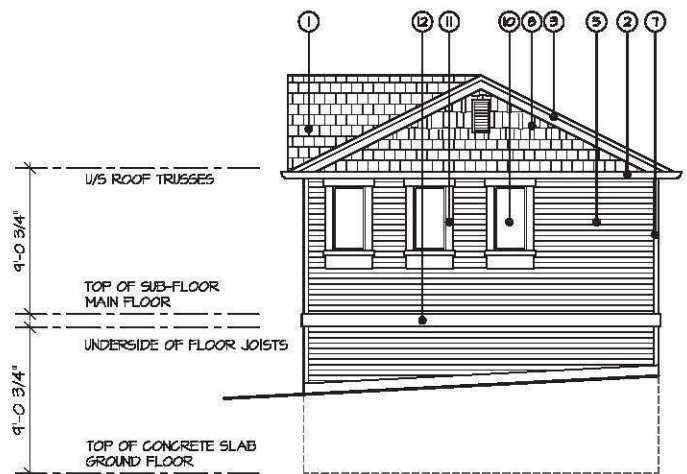 1 12 11 10 8 3 5 2 7
U/S ROOF TRUSSES
9'-0 3/4"
TOP OF SUB-FLOOR
MAIN FLOOR
UNDERSIDE OF FLOOR JOISTS
9'-0 3/4"
TOP OF CONCRETE SLAB
GROUND FLOOR